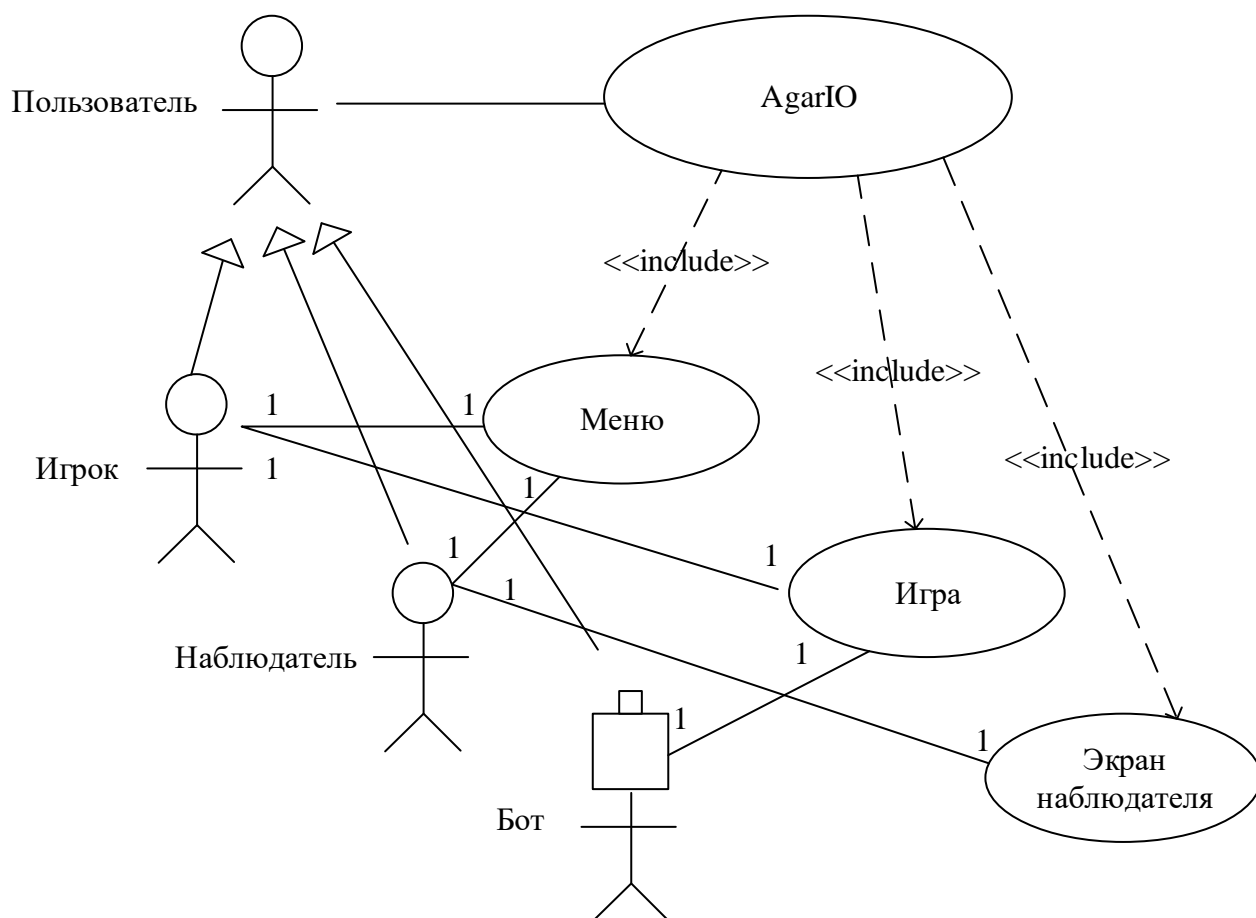 Пользователь
AgarIO
<<include>>
<<include>>
<<include>>
Меню
1
1
Игрок
1
1
1
1
1
Игра
Наблюдатель
1
1
1
Экран
наблюдателя
Бот